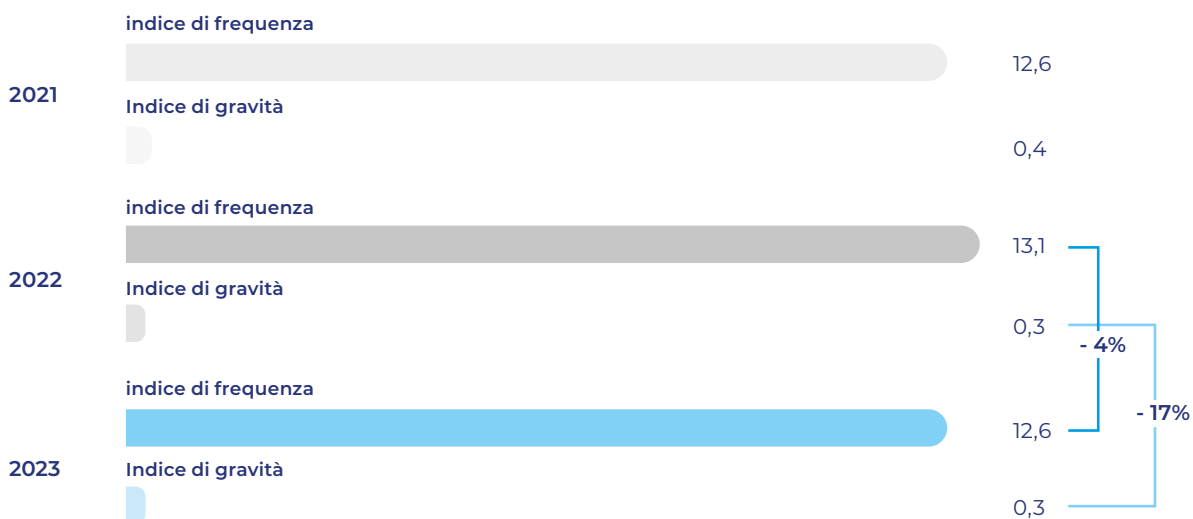 indice di frequenza
12,6
2021
Indice di gravità
0,4
indice di frequenza
13,1
2022
Indice di gravità
0,3
- 4%
indice di frequenza
- 17%
12,6
2023
Indice di gravità
0,3